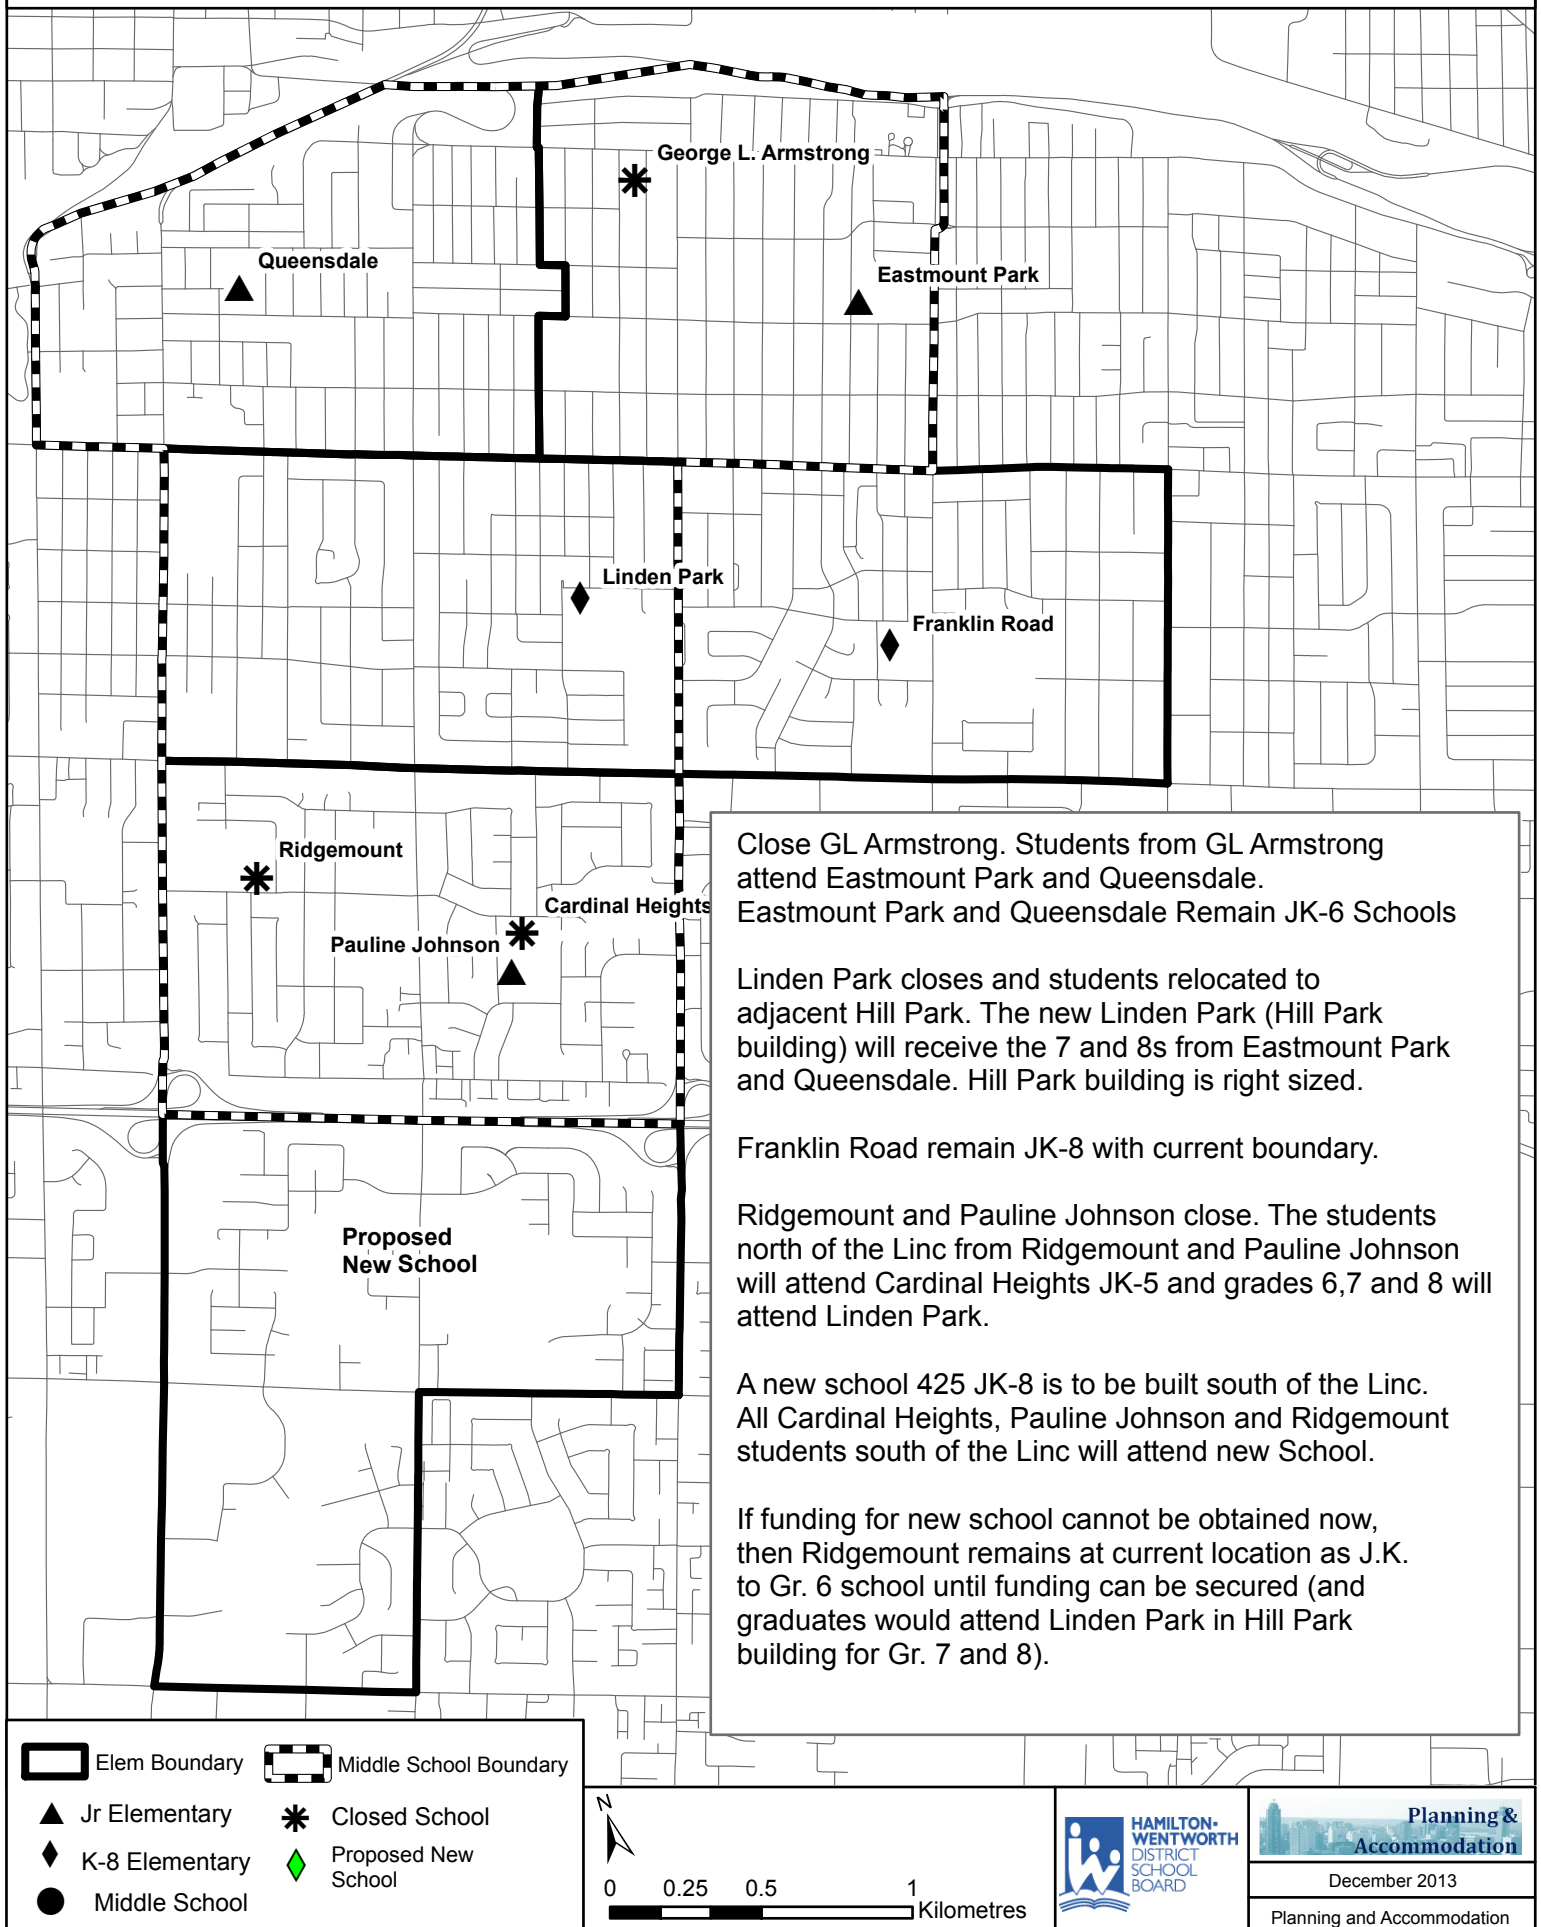 George L. Armstrong
Queensdale
Eastmount Park
Linden Park
Franklin Road
Ridgemount
Cardinal Heights
Pauline Johnson
Proposed
New School
Close GL Armstrong. Students from GL Armstrong
attend Eastmount Park and Queensdale.
Eastmount Park and Queensdale Remain JK-6 Schools
Linden Park closes and students relocated to
adjacent Hill Park. The new Linden Park (Hill Park
building) will receive the 7 and 8s from Eastmount Park
and Queensdale. Hill Park building is right sized.
Franklin Road remain JK-8 with current boundary.
Ridgemount and Pauline Johnson close. The students
north of the Linc from Ridgemount and Pauline Johnson
will attend Cardinal Heights JK-5 and grades 6,7 and 8 will
attend Linden Park.
A new school 425 JK-8 is to be built south of the Linc.
All Cardinal Heights, Pauline Johnson and Ridgemount
students south of the Linc will attend new School.
If funding for new school cannot be obtained now,
then Ridgemount remains at current location as J.K.
to Gr. 6 school until funding can be secured (and
graduates would attend Linden Park in Hill Park
building for Gr. 7 and 8).
Elem Boundary
Middle School Boundary
Jr Elementary
Closed School
K-8 Elementary
Proposed New
School
Middle School
N
0 0.25 0.5 1
Kilometres
HAMILTON-
WENTWORTH
DISTRICT
SCHOOL
BOARD
Planning &
Accommodation
December 2013
Planning and Accommodation